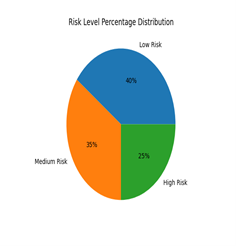 Risk Level Percentage Distribution
Low Risk
40%
35%
25%
Medium Risk
High Risk